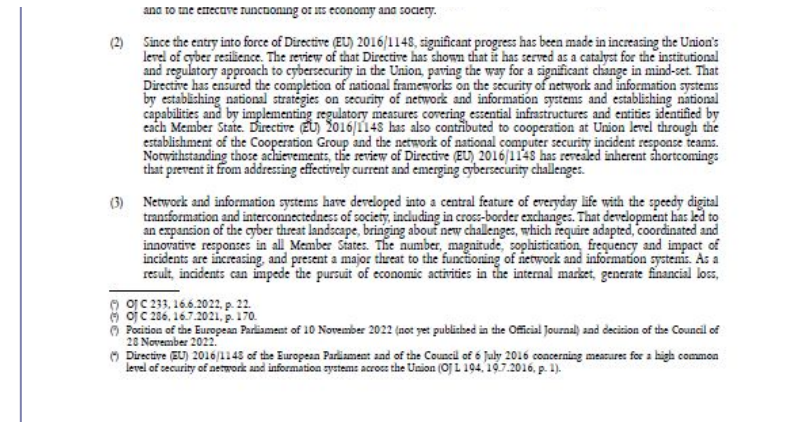 and to the effective functioning of its economy and society.
(2) Since the entry into force of Directive (EU) 2016/1148, significant progress has been made in increasing the Union's
level of cyber resilience. The review of that Directive has shown that it has served as a catalyst for the institutional
and regulatory approach to cybersecurity in the Union, paving the way for a significant change in mind-set. That
Directive has ensured the completion of national frameworks on the security of network and information systems
by establishing national strategies on security of network and information systems and establishing national
capabilities and by implementing regulatory measures covering essential infrastructures and entities identified by
each Member State. Directive (EU) 2016/1148 has also contributed to cooperation at Union level through the
establishment of the Cooperation Group and the network of national computer security incident response teams.
Notwithstanding those achievements, the review of Directive (EU) 2016/1148 has revealed inherent shortcomings
that prevent it from addressing effectively current and emerging cybersecurity challenges.
(3) Network and information systems have developed into a central feature of everyday life with the speedy digital
transformation and interconnectedness of society, including in cross-border exchanges. That development has led to
an expansion of the cyber threat landscape, bringing about new challenges, which require adapted, coordinated and
innovative responses in all Member States. The number, magnitude, sophistication, frequency and impact of
incidents are increasing, and present a major threat to the functioning of network and information systems. As a
result, incidents can impede the pursuit of economic activities in the internal market, generate financial loss,
OJ C 233, 16.6.2022, p. 22.
OJ C 286, 16.7.2021, p. 170.
Position of the European Parliament of 10 November 2022 (not yet published in the Official Journal) and decision of the Council of
28 November 2022.
Directive (EU) 2016/1148 of the European Parliament and of the Council of 6 July 2016 concerning measures for a high common
level of security of network and information systems across the Union (OJ L 194, 19.7.2016, p. 1).